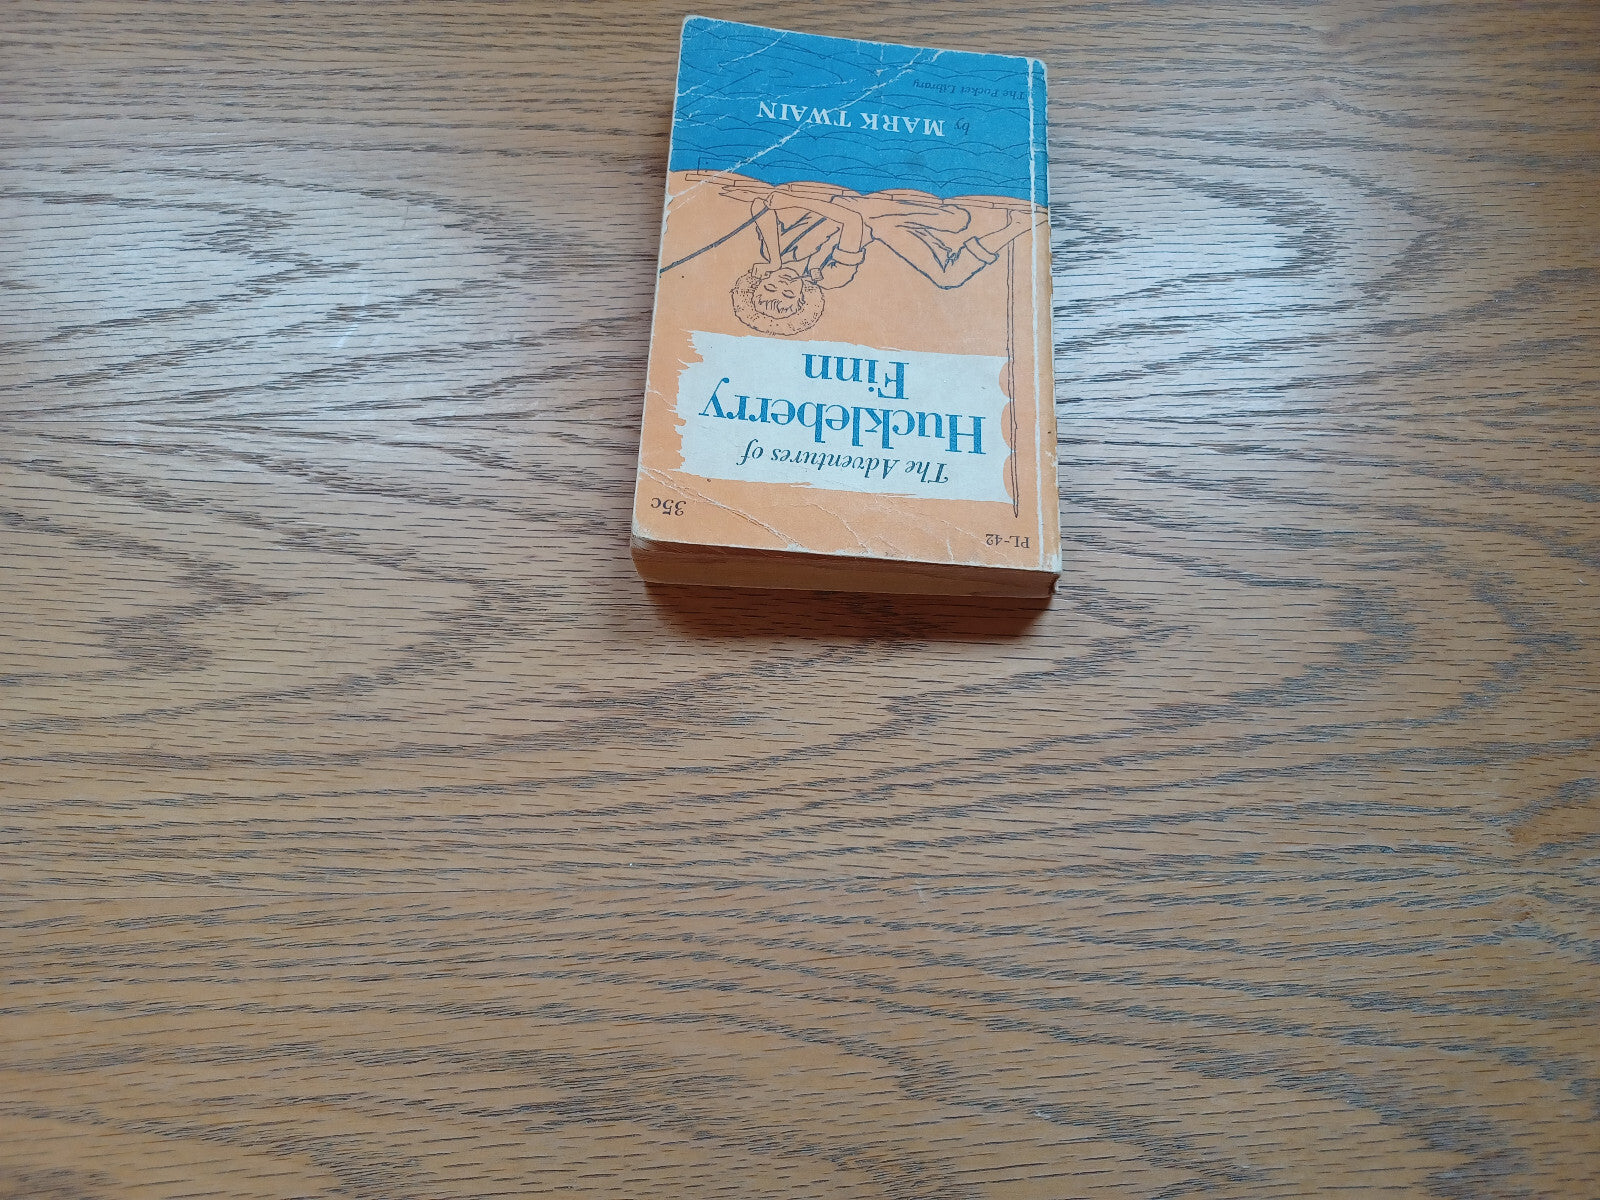 PL-42
35c
The Adventures of
Huckleberry
Finn
by MARK TWAIN
The Pocket Library